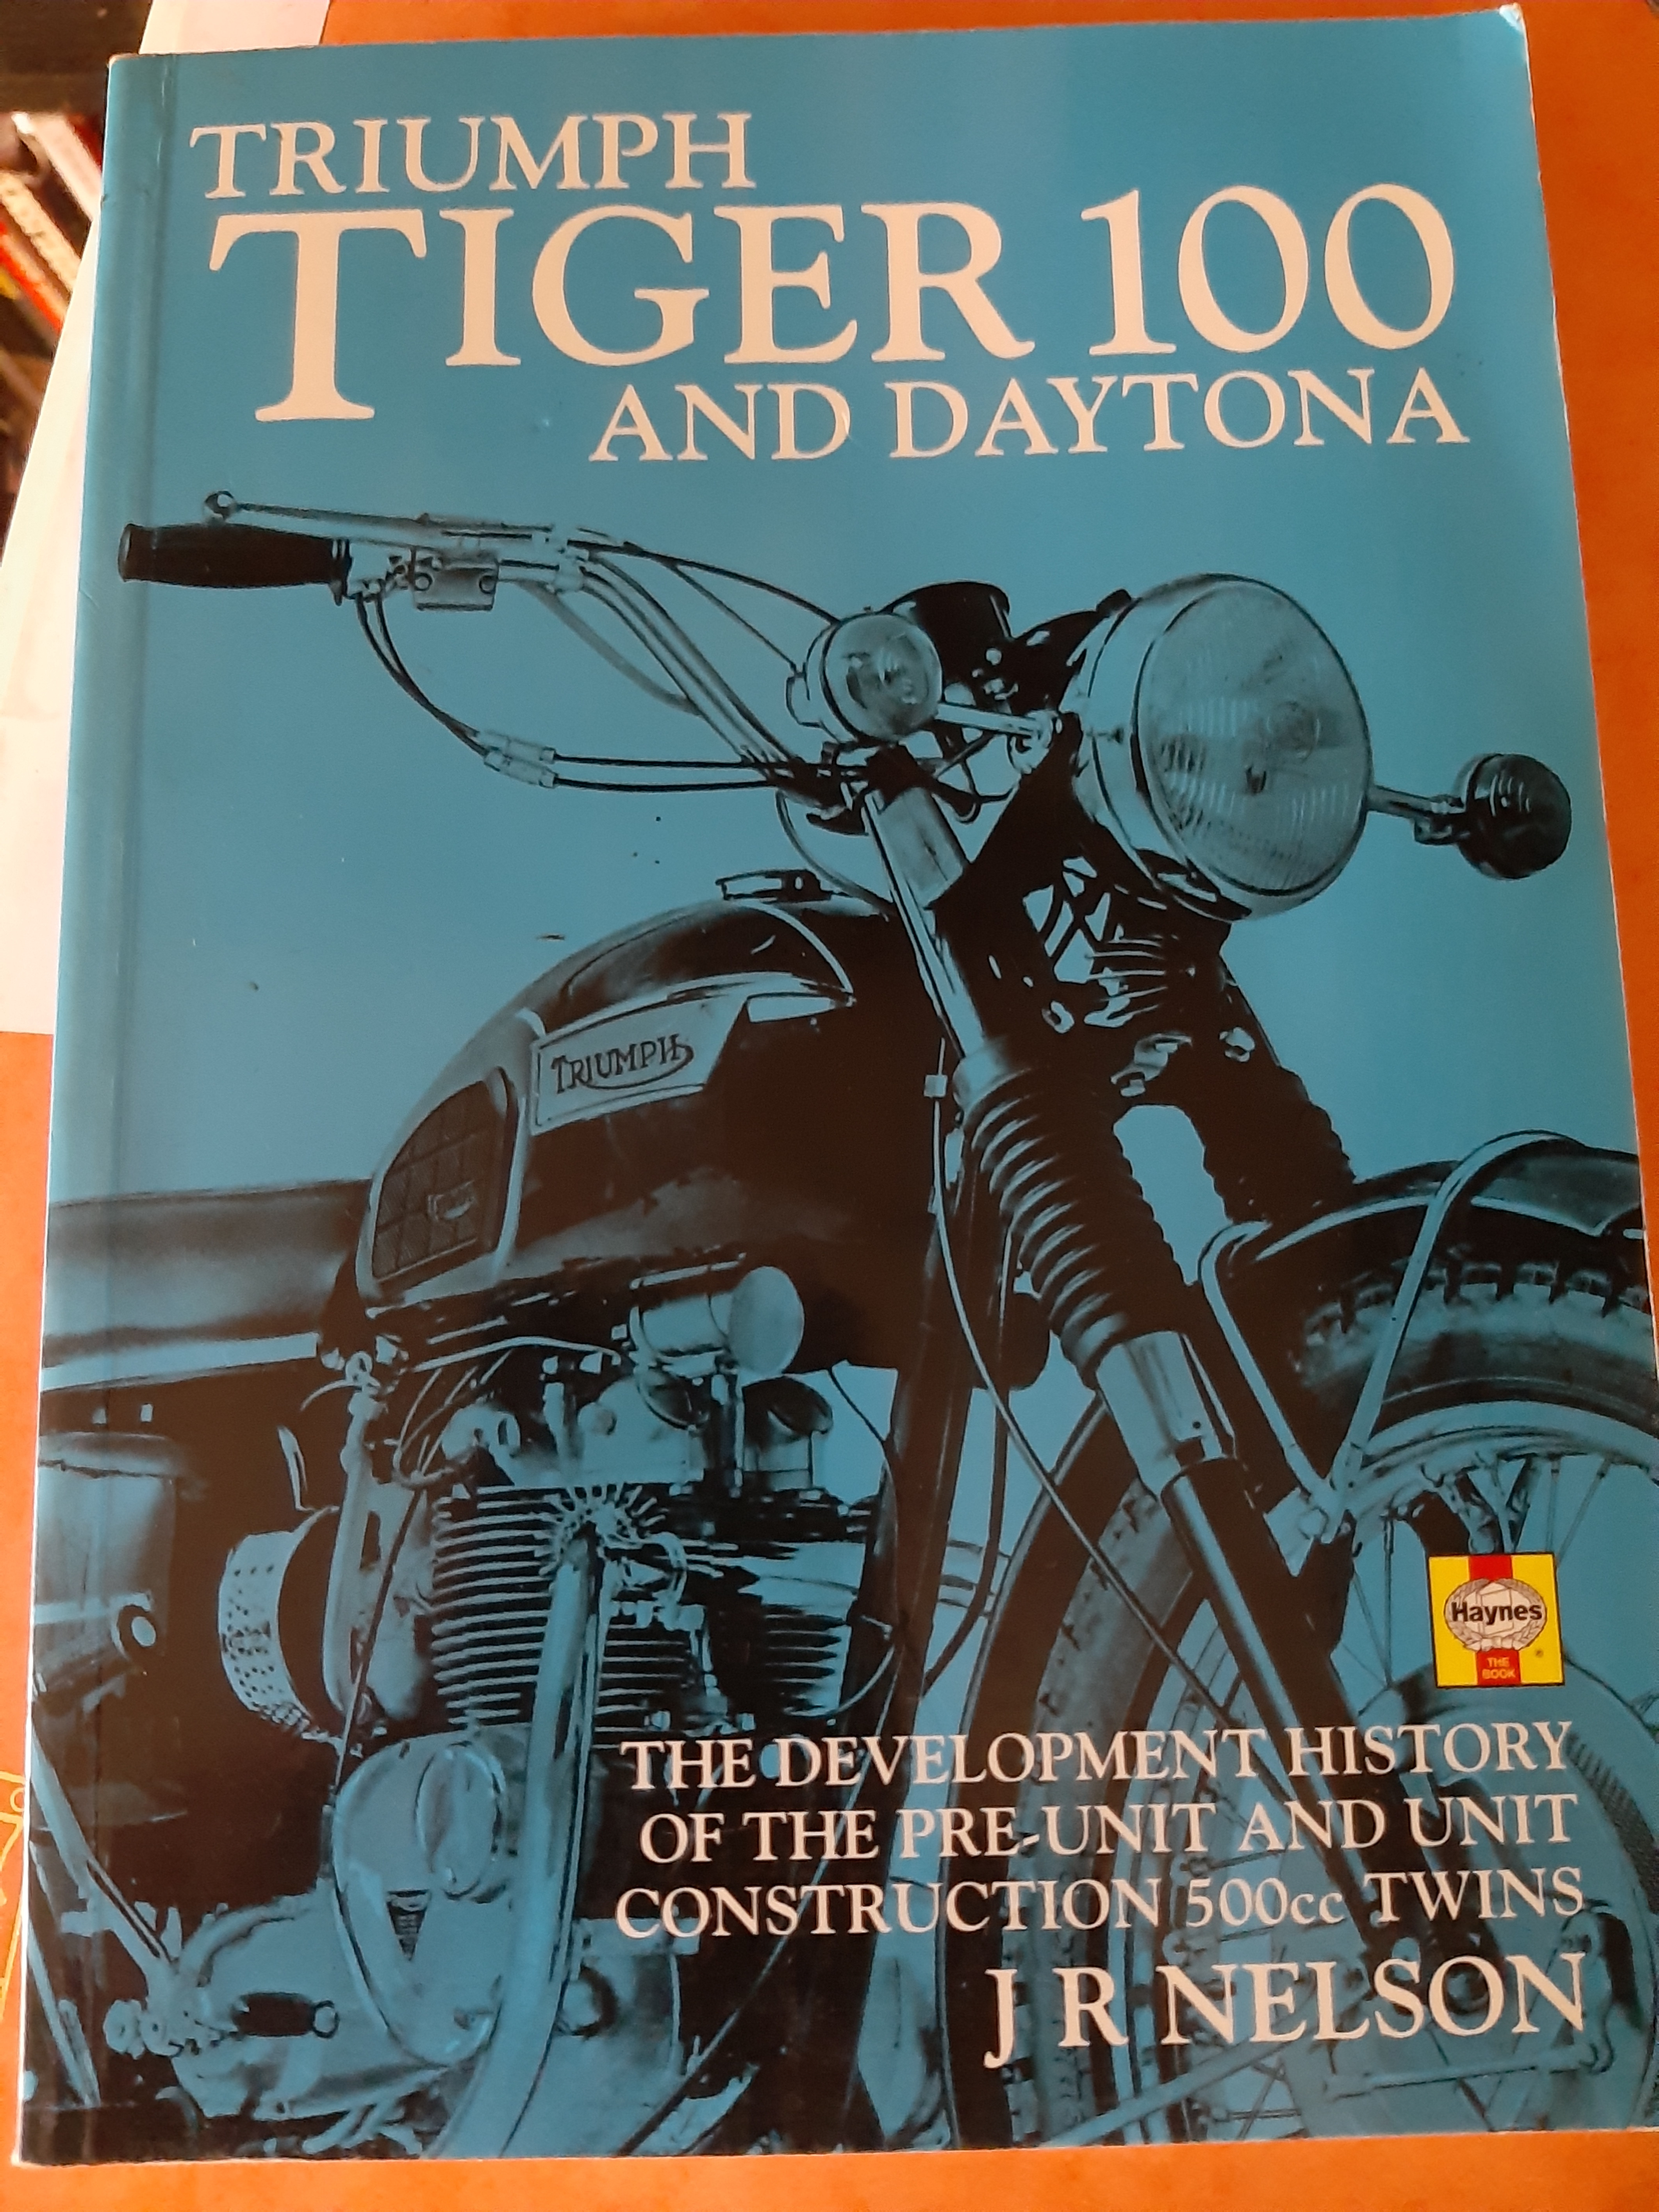 TRIUMPH
TIGER 100
AND DAYTONA
TRIUMPH
Haynes
THE
BOOK
THE DEVELOPMENT HISTORY
OF THE PRE-UNIT AND UNIT
CONSTRUCTION 500cc TWINS
J R NELSON